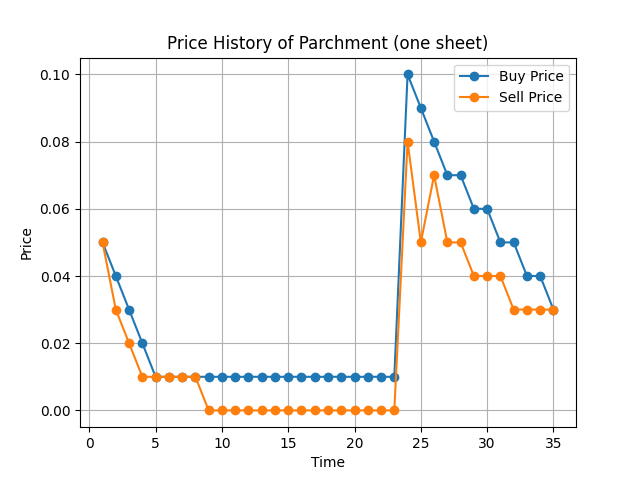 Price History of Parchment (one sheet)
Buy Price
Sell Price
Price
0.10
0.08
0.06
0.04
0.02
0.00
0 5 10 15 20 25 30 35
Time